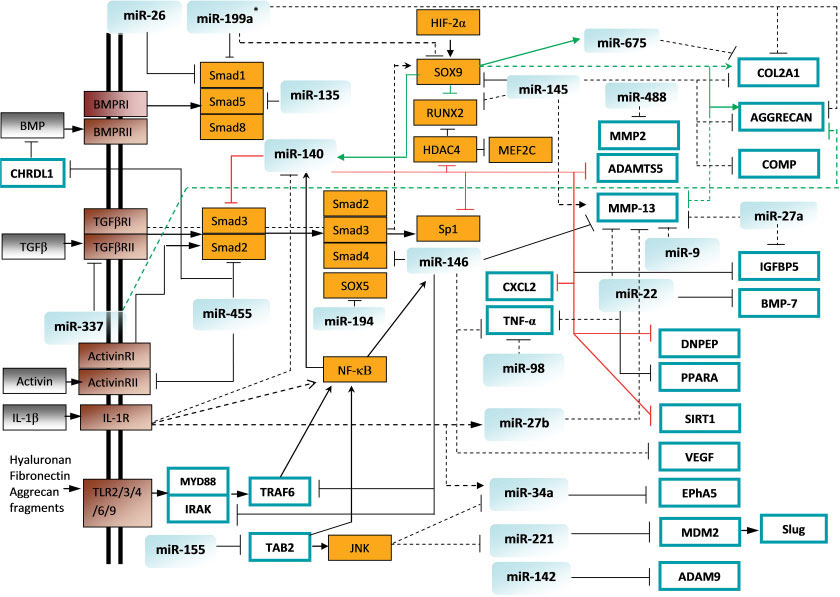 miR-26
miR-199a*
HIF-2α
miR-675
SOX9
COL2A1
Smad1
Smad5
Smad8
miR-135
miR-145
miR-488
BMPRI
BMPRII
BMP
RUNX2
AGGRECAN
MMP2
HDAC4
MEF2C
miR-140
COMP
ADAMTS5
CHRDL1
Smad2
Smad3
Smad4
Sp1
MMP-13
miR-27a
TGFβRI
TGFβRII
TGFβ
Smad3
Smad2
miR-9
miR-146
IGFBP5
SOX5
CXCL2
miR-22
BMP-7
miR-337
miR-455
miR-194
TNF-α
DNPEP
ActivinRI
ActivinRII
Activin
NF-κB
miR-98
PPARA
IL-1β
IL-1R
miR-27b
SIRT1
VEGF
Hyaluronan
Fibronectin
Aggrecan
fragments
TLR2/3/4
/6/9
MYD88
IRAK
TRAF6
miR-34a
EPhA5
miR-155
TAB2
JNK
miR-221
MDM2
Slug
miR-142
ADAM9